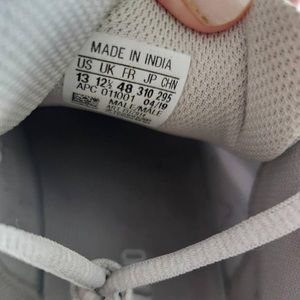 MADE IN INDIA
US UK FR JP CHN
13 12½ 48 310 295
APC 011001 04/19
MALE/MALE